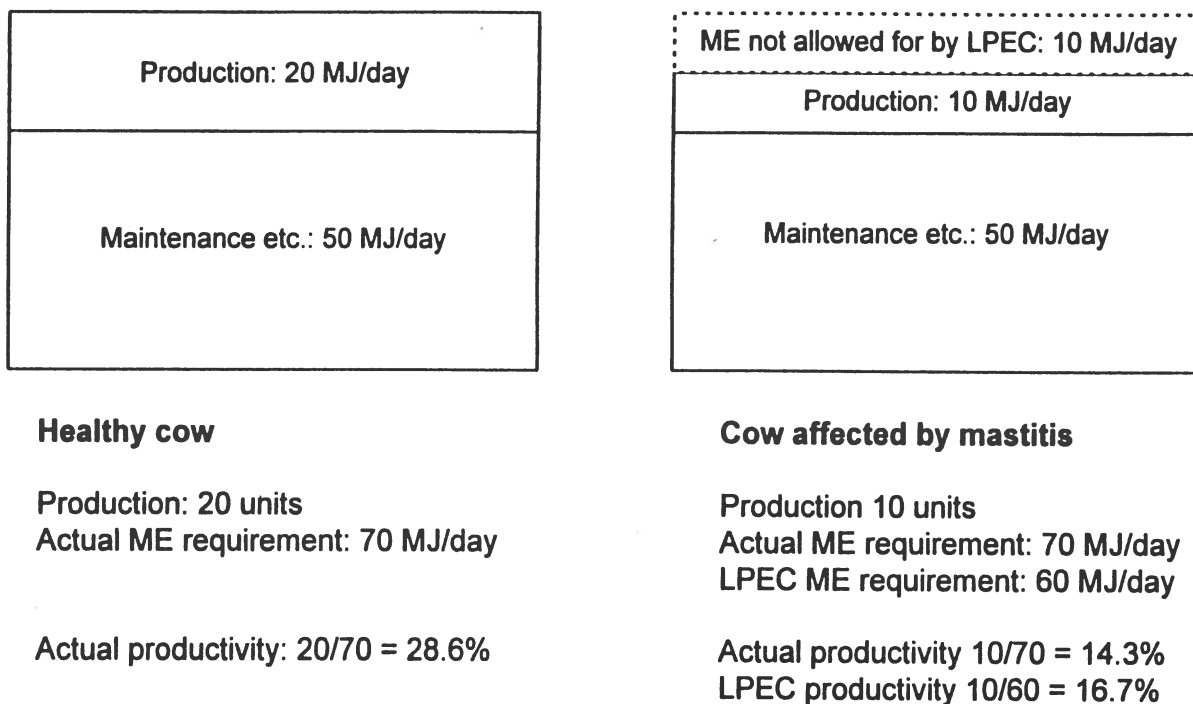 Production: 20 MJ/day
Maintenance etc.: 50 MJ/day
ME not allowed for by LPEC: 10 MJ/day
Production: 10 MJ/day
Maintenance etc.: 50 MJ/day
Healthy cow
Production: 20 units
Actual ME requirement: 70 MJ/day
Actual productivity: 20/70 = 28.6%
Cow affected by mastitis
Production 10 units
Actual ME requirement: 70 MJ/day
LPEC ME requirement: 60 MJ/day
Actual productivity 10/70 = 14.3%
LPEC productivity 10/60 = 16.7%